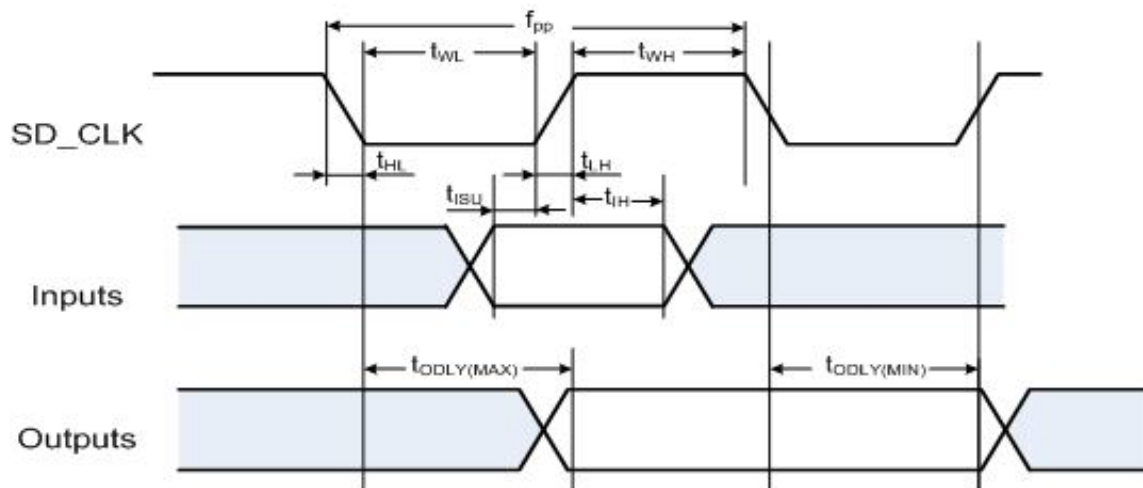 fpp
tWL
tWH
SD_CLK
tHL
tLH
tISU
tIH
Inputs
tODLY(MAX)
tODLY(MIN)
Outputs